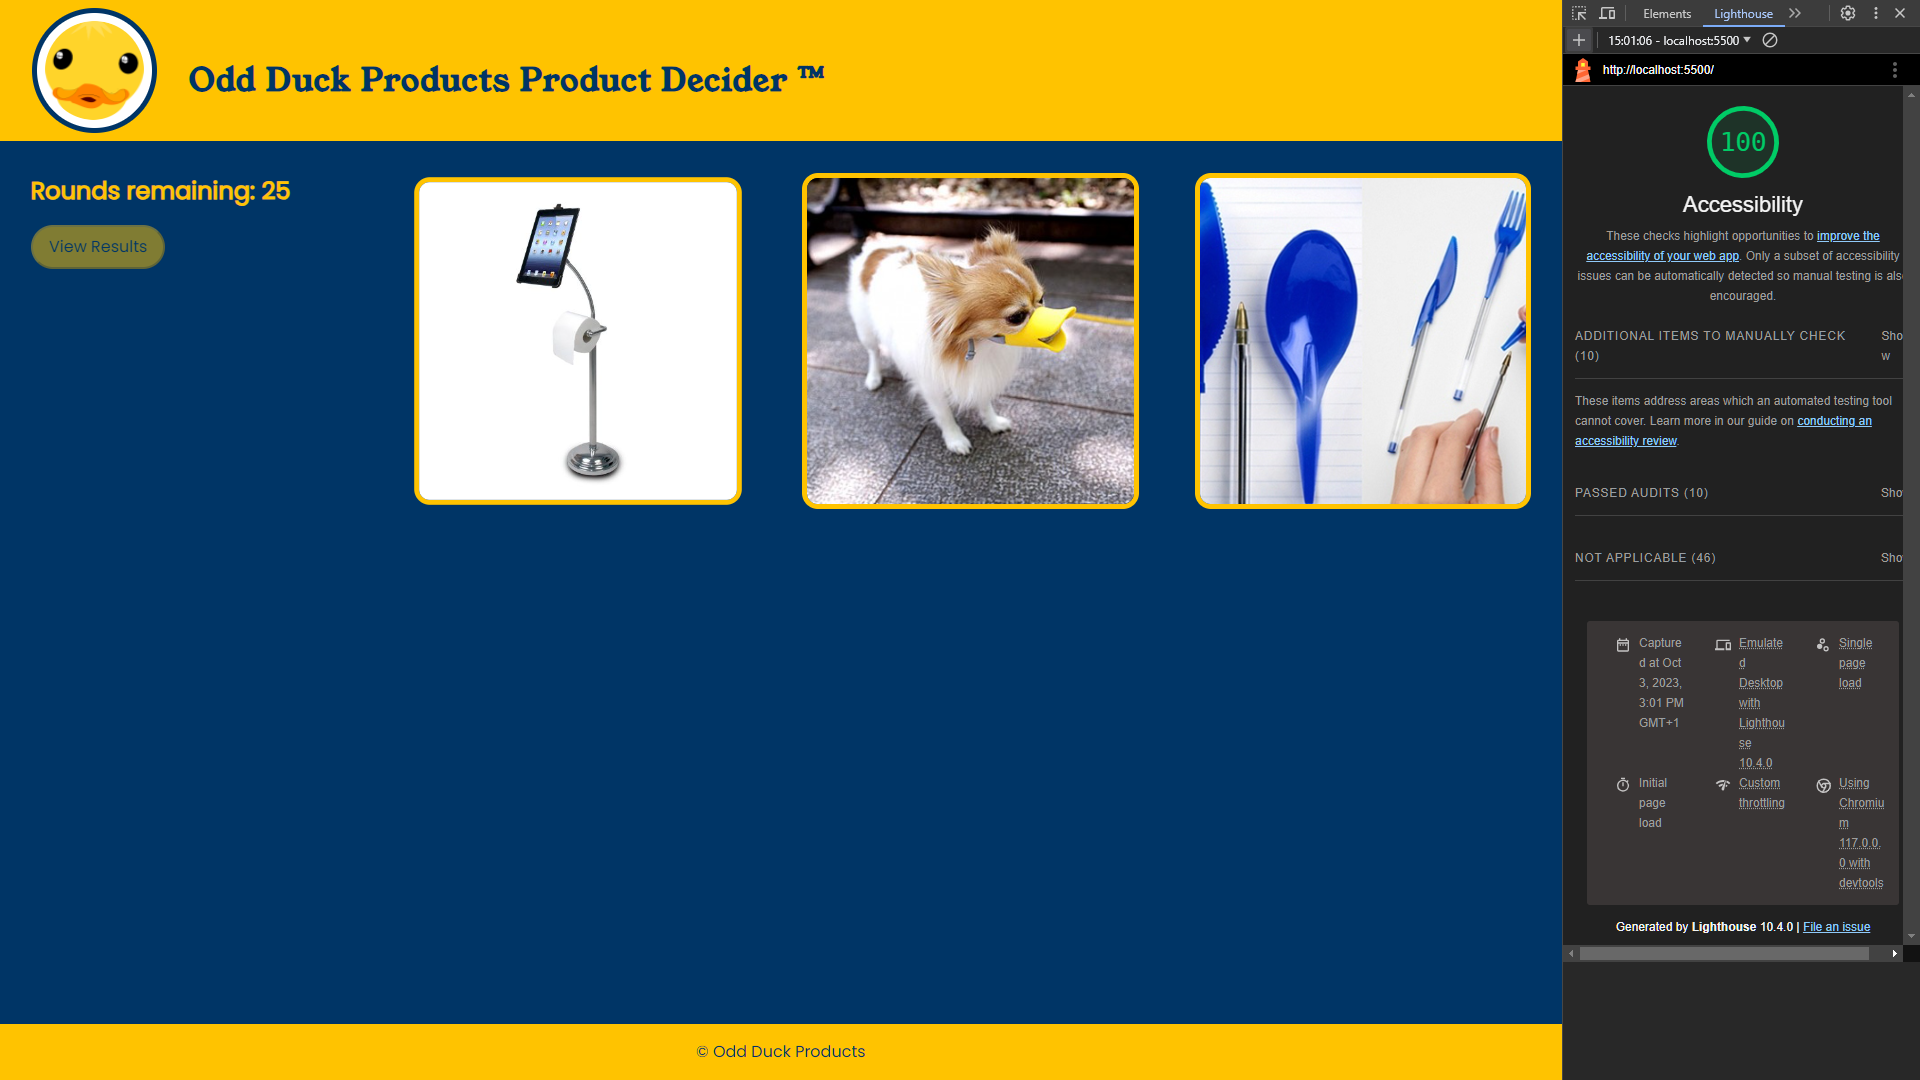 Odd Duck Products Product Decider ™
Rounds remaining: 25
View Results
© Odd Duck Products
Elements
Lighthouse
15:01:06 - localhost:5500
http://localhost:5500/
100
Accessibility
These checks highlight opportunities to improve the
accessibility of your web app. Only a subset of accessibility
issues can be automatically detected so manual testing is als
encouraged.
ADDITIONAL ITEMS TO MANUALLY CHECK
(10)
Sho
w
These items address areas which an automated testing tool
cannot cover. Learn more in our guide on conducting an
accessibility review.
PASSED AUDITS (10)
Sho
NOT APPLICABLE (46)
Sho
Capture
d at Oct
3, 2023,
3:01 PM
GMT+1
Emulate
d
Desktop
with
Lighthou
se
10.4.0
Single
page
load
Initial
page
load
Custom
throttling
Using
Chromiu
m
117.0.0.
0 with
devtools
Generated by Lighthouse 10.4.0 | File an issue